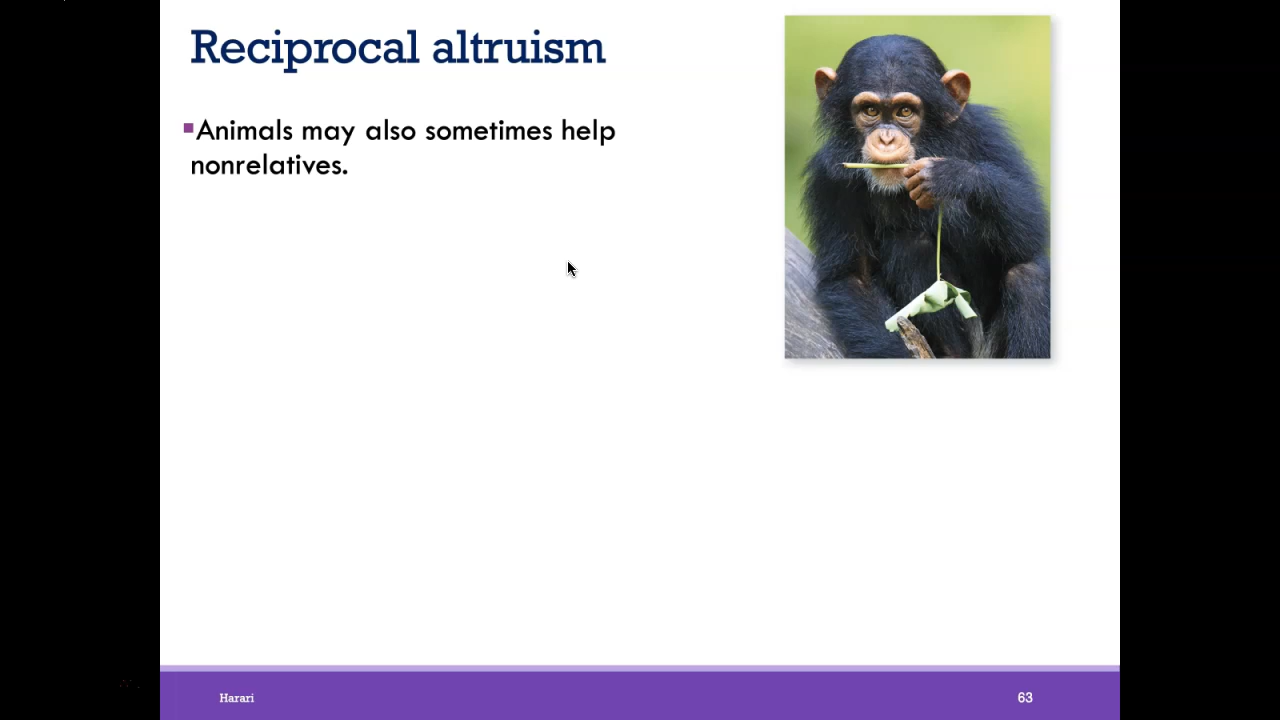 Reciprocal altruism
▪Animals may also sometimes help
nonrelatives.
Harari
63